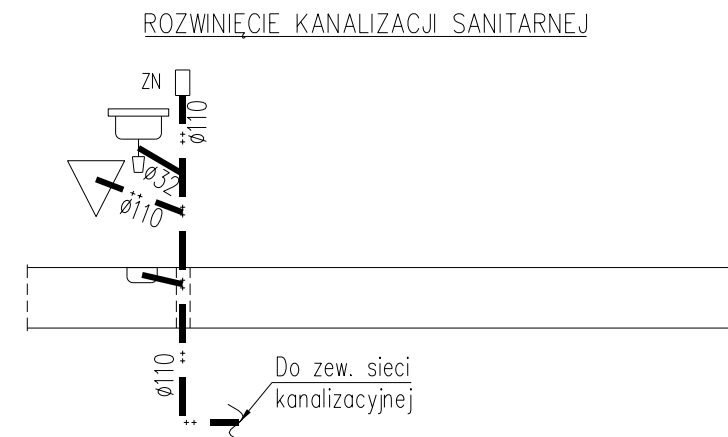 ROZWINIĘCIE KANALIZACJI SANITARNEJ
ZN
ø110
ø32
ø110
ø110
Do zew. sieci
kanalizacyjnej